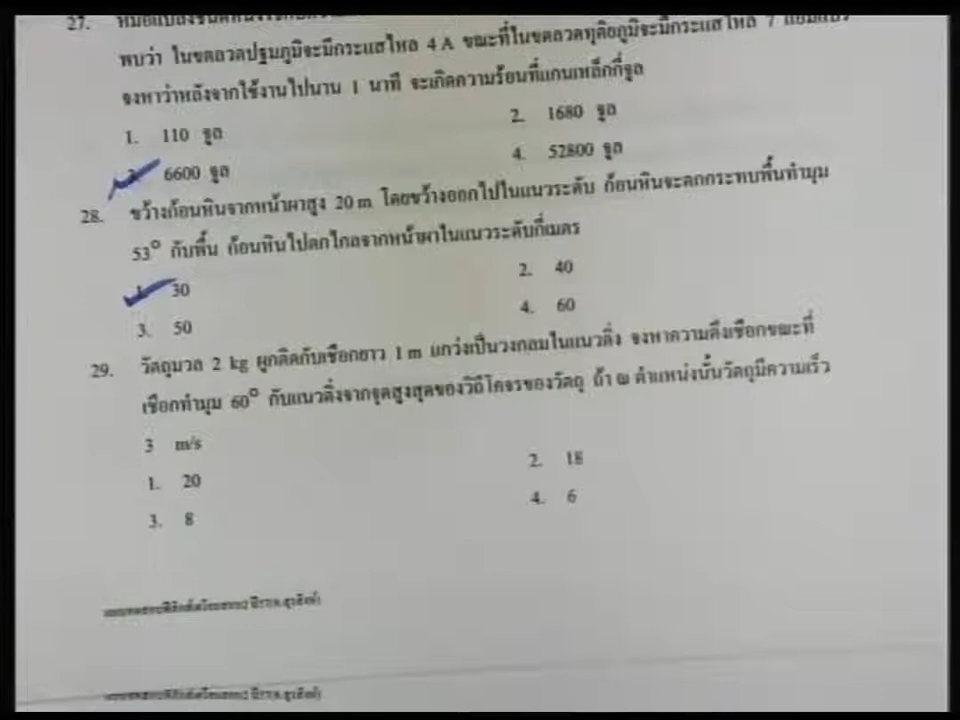 27. หม้อแปลงชนิดหนึ่ง
พบว่า ในขดลวดปฐมภูมิจะมีกระแสไหล 4 A ขณะที่ในขดลวดทุติยภูมิจะมีกระแสไหล 7
จงหาว่าหลังจากใช้งานไปนาน 1 นาที จะเกิดความร้อนที่แกนเหล็กกี่จูล
1. 110 จูล 2. 1680 จูล
3. 6600 จูล 4. 52800 จูล
28. ขว้างก้อนหินจากหน้าผาสูง 20 m โดยขว้างออกไปในแนวระดับ ก้อนหินจะตกกระทบพื้นทำมุม
53° กับพื้น ก้อนหินไปตกไกลจากหน้าผาในแนวระดับกี่เมตร
1. 30 2. 40
3. 50 4. 60
29. วัตถุมวล 2 kg ผูกติดกับเชือกยาว 1 m แกว่งเป็นวงกลมในแนวดิ่ง จงหาความตึงเชือกขณะที่
เชือกทำมุม 60° กับแนวดิ่งจากจุดสูงสุดของวิถีโคจรของวัตถุ ถ้า ณ ตำแหน่งนั้นวัตถุมีความเร็ว
3 m/s
1. 20 2. 18
3. 8 4. 6